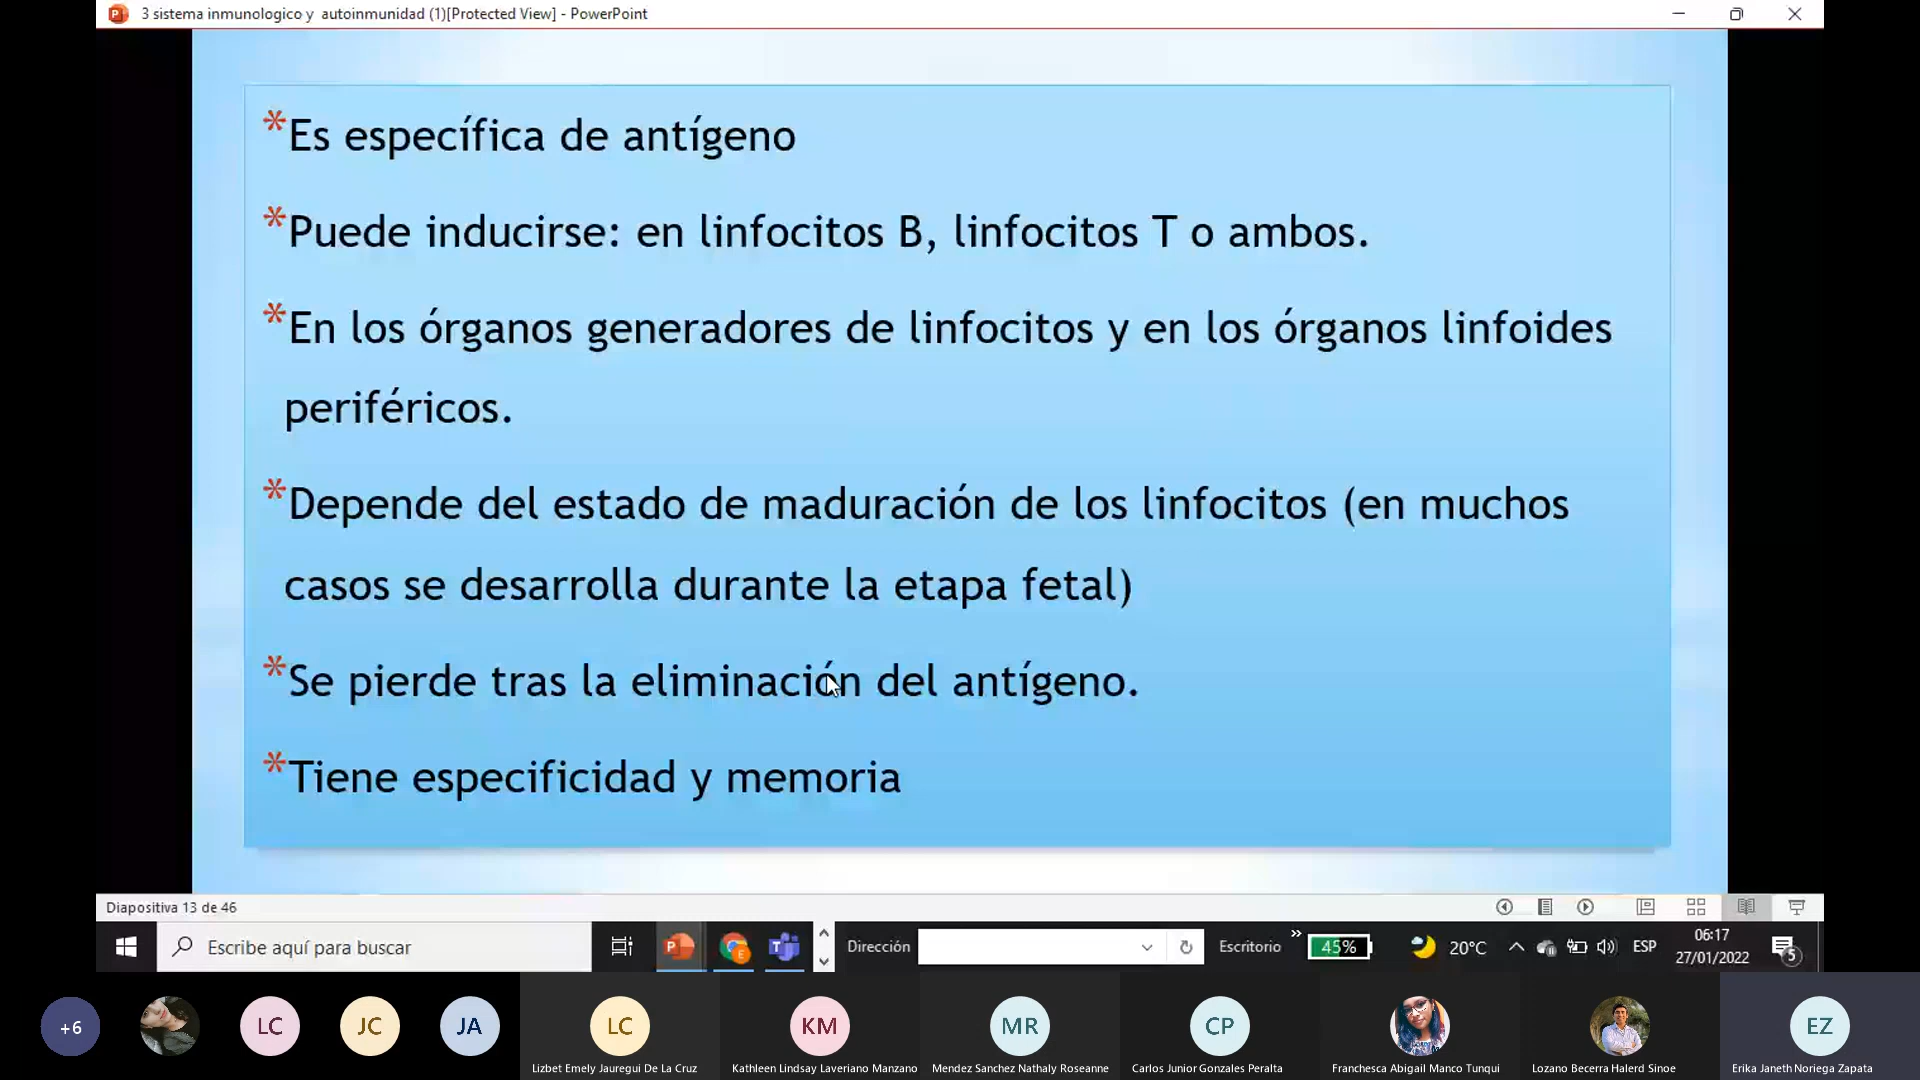 3 sistema inmunologico y  autoinmunidad (1)[Protected View] - PowerPoint
*Es específica de antígeno
*Puede inducirse: en linfocitos B, linfocitos T o ambos.
*En los órganos generadores de linfocitos y en los órganos linfoides
periféricos.
*Depende del estado de maduración de los linfocitos (en muchos
casos se desarrolla durante la etapa fetal)
*Se pierde tras la eliminación del antígeno.
*Tiene especificidad y memoria
Diapositiva 13 de 46
Escribe aquí para buscar
Dirección
Escritorio
»
45%
20°C
ESP
06:17
27/01/2022
5
+6
LC
JC
JA
LC
KM
MR
CP
EZ
Lizbet Emely Jauregui De La Cruz
Kathleen Lindsay Laveriano Manzano
Mendez Sanchez Nathaly Roseanne
Carlos Junior Gonzales Peralta
Franchesca Abigail Manco Tunqui
Lozano Becerra Halerd Sinoe
Erika Janeth Noriega Zapata